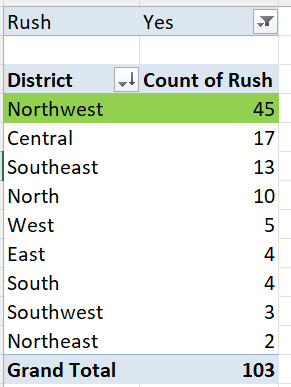 Rush Yes
District Count of Rush
Northwest 45
Central 17
Southeast 13
North 10
West 5
East 4
South 4
Southwest 3
Northeast 2
Grand Total 103